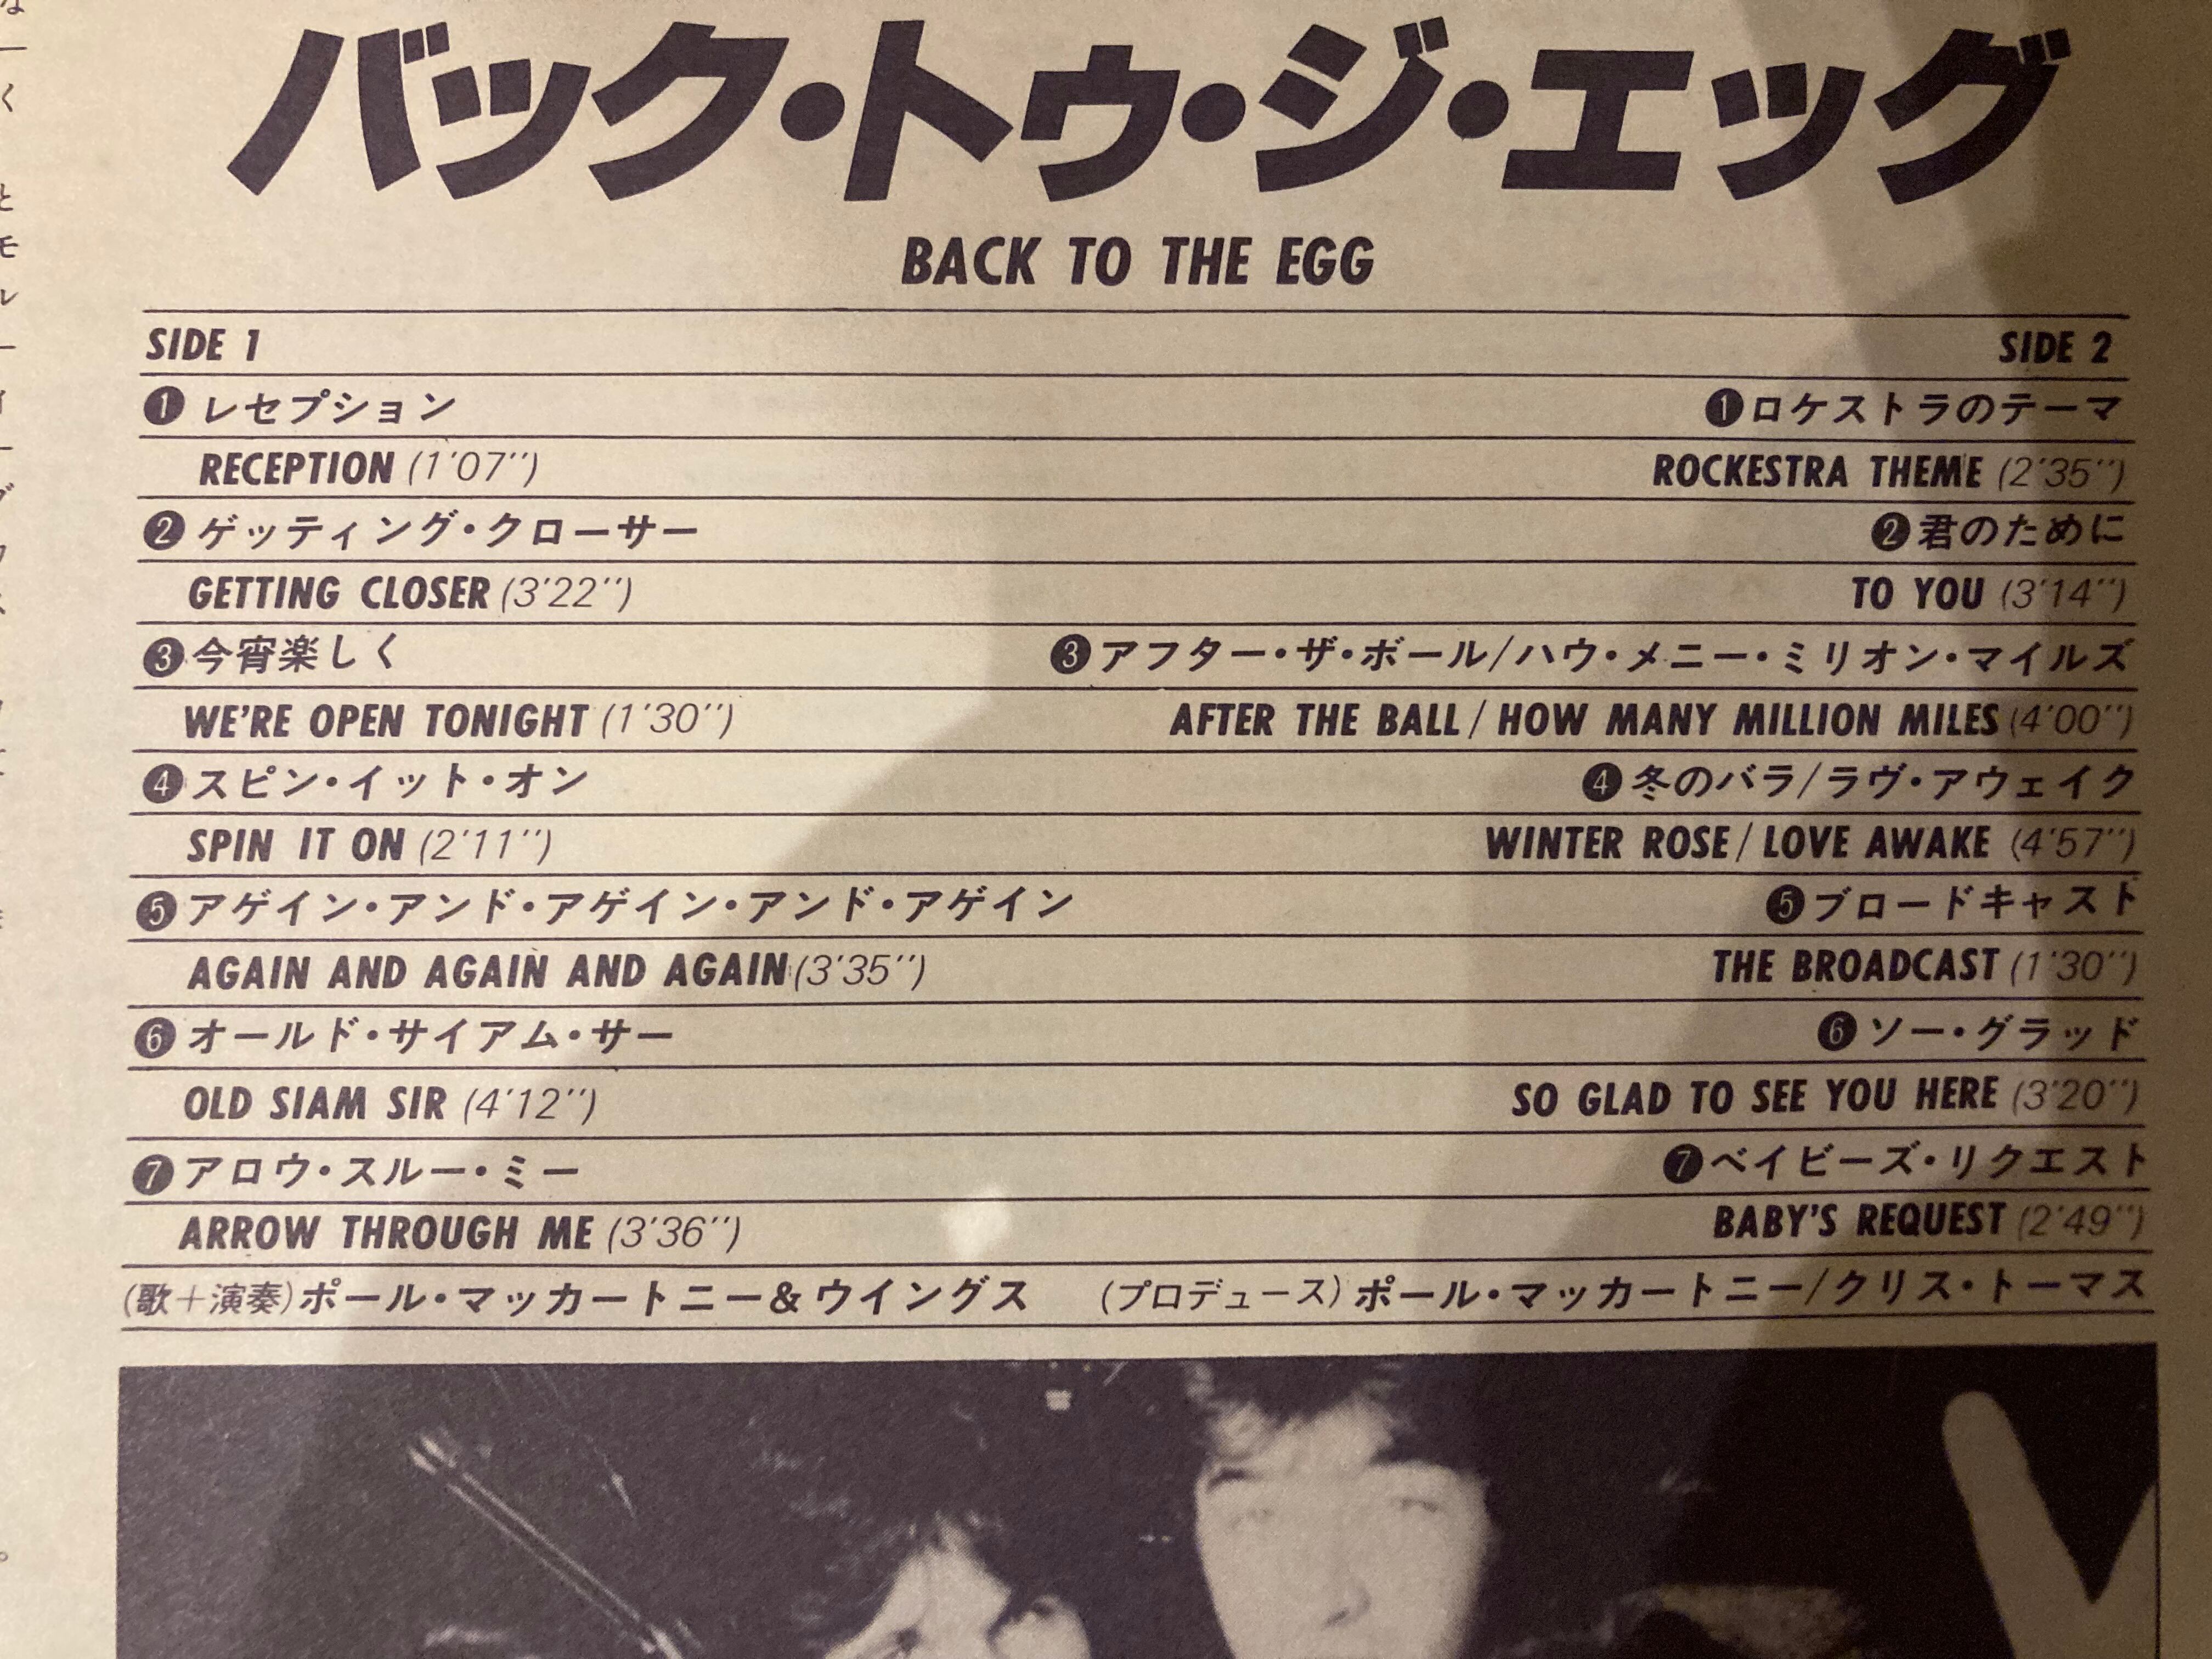 バック・トゥ・ジ・エッグ
BACK TO THE EGG
SIDE 1
❶レセプション
RECEPTION (1'07'')
❷ゲッティング・クローサー
GETTING CLOSER (3'22'')
❸今宵楽しく
WE'RE OPEN TONIGHT (1'30'')
❹スピン・イット・オン
SPIN IT ON (2'11'')
❺アゲイン・アンド・アゲイン・アンド・アゲイン
AGAIN AND AGAIN AND AGAIN (3'35'')
❻オールド・サイアム・サー
OLD SIAM SIR (4'12'')
❼アロウ・スルー・ミー
ARROW THROUGH ME (3'36'')
SIDE 2
❶ロケストラのテーマ
ROCKESTRA THEME (2'35'')
❷君のために
TO YOU (3'14'')
❸アフター・ザ・ボール/ハウ・メニー・ミリオン・マイルズ
AFTER THE BALL/HOW MANY MILLION MILES (4'00'')
❹冬のバラ/ラヴ・アウェイク
WINTER ROSE/LOVE AWAKE (4'57'')
❺ブロードキャスト
THE BROADCAST (1'30'')
❻ソー・グラッド
SO GLAD TO SEE YOU HERE (3'20'')
❼ベイビーズ・リクエスト
BABY'S REQUEST (2'49'')
(歌+演奏)ポール・マッカートニー&ウイングス (プロデュース)ポール・マッカートニー/クリス・トーマス